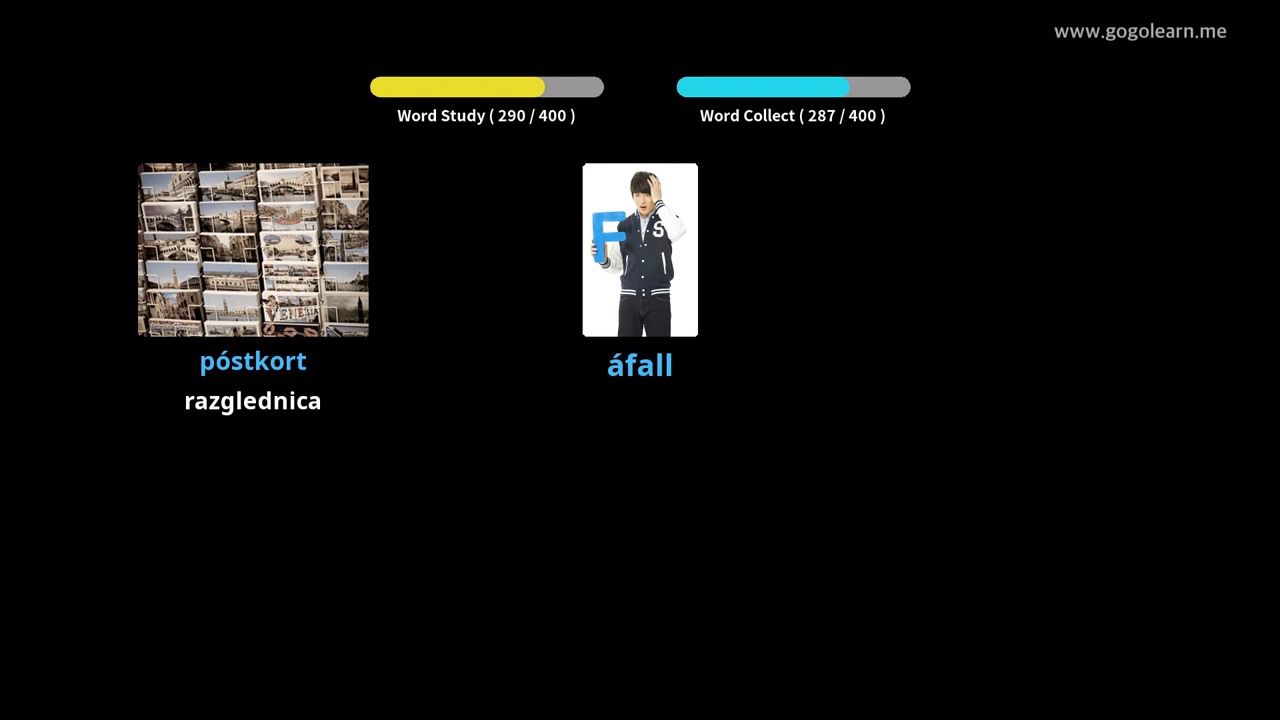 www.gogolearn.me
Word Study ( 290 / 400 )
Word Collect ( 287 / 400 )
F
S
póstkort
razglednica
áfall